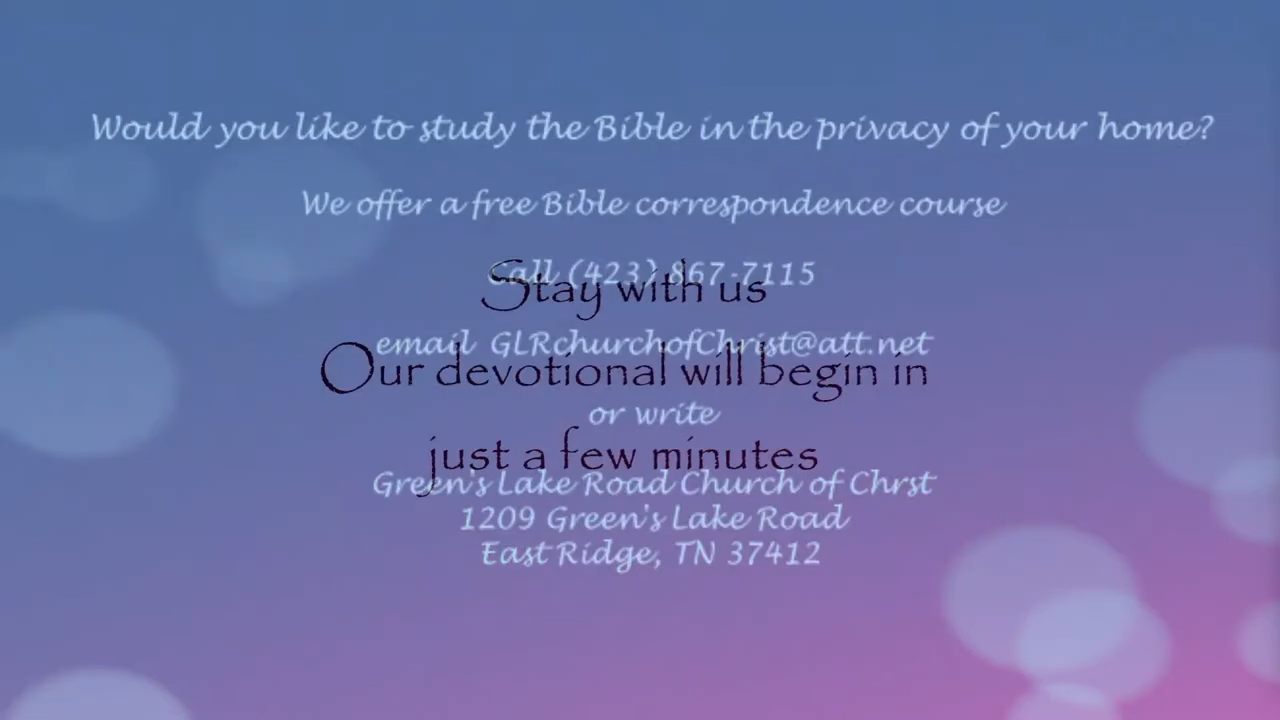 Would you like to study the Bible in the privacy of your home?
We offer a free Bible correspondence course
Call (423) 867-7115
Stay with us
email GLRchurchofChrist@att.net
Our devotional will begin in
or write
just a few minutes
Green's Lake Road Church of Chrst
1209 Green's Lake Road
East Ridge, TN 37412